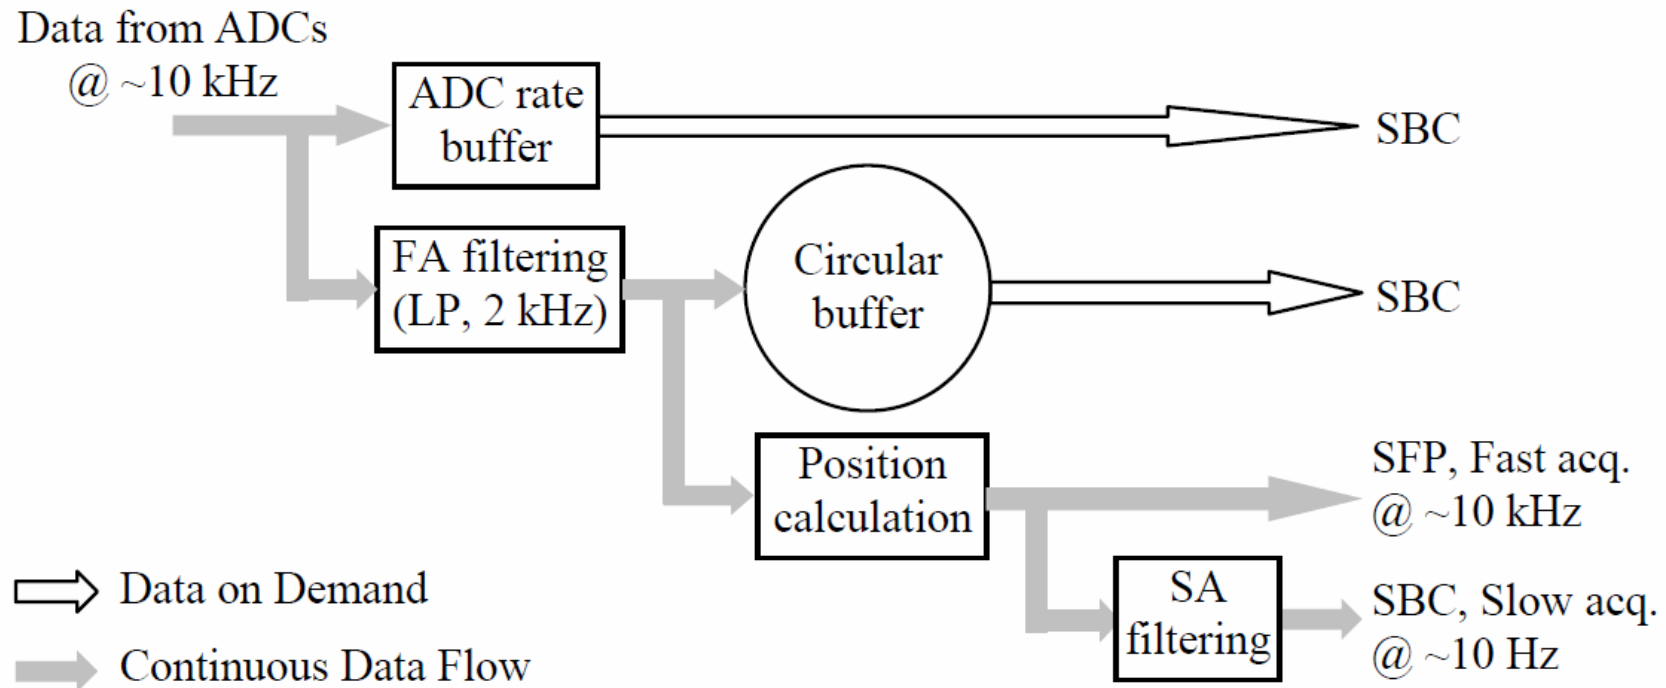 Data from ADCs
@ ~10 kHz
ADC rate
buffer
SBC
FA filtering
(LP, 2 kHz)
Circular
buffer
SBC
Position
calculation
SFP, Fast acq.
@ ~10 kHz
SA
filtering
SBC, Slow acq.
@ ~10 Hz
Data on Demand
Continuous Data Flow